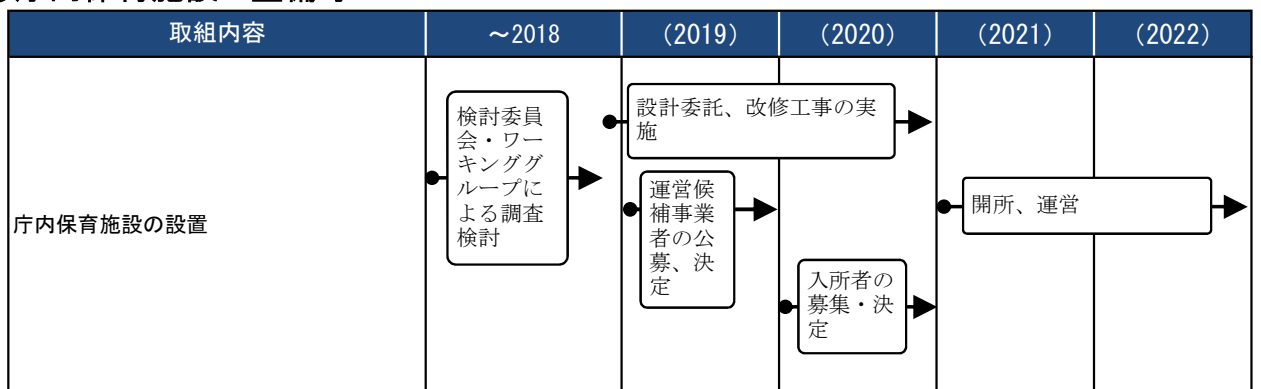 取組内容
～2018
（2019）
（2020）
（2021）
（2022）
庁内保育施設の設置
検討委員
会・ワー
キンググ
ループに
よる調査
検討
設計委託、改修工事の実
施
運営候
補事業
者の公
募、決
定
入所者の
募集・決
定
開所、運営